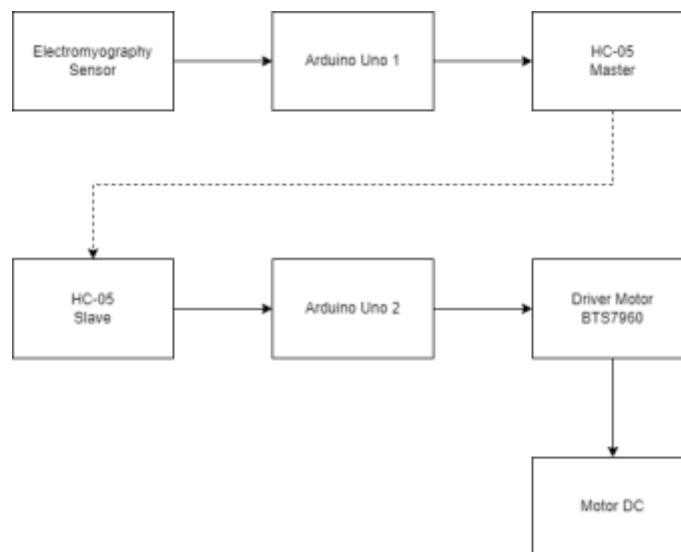 Electromyography
Sensor
Arduino Uno 1
HC-05
Master
HC-05
Slave
Arduino Uno 2
Driver Motor
BTS7960
Motor DC